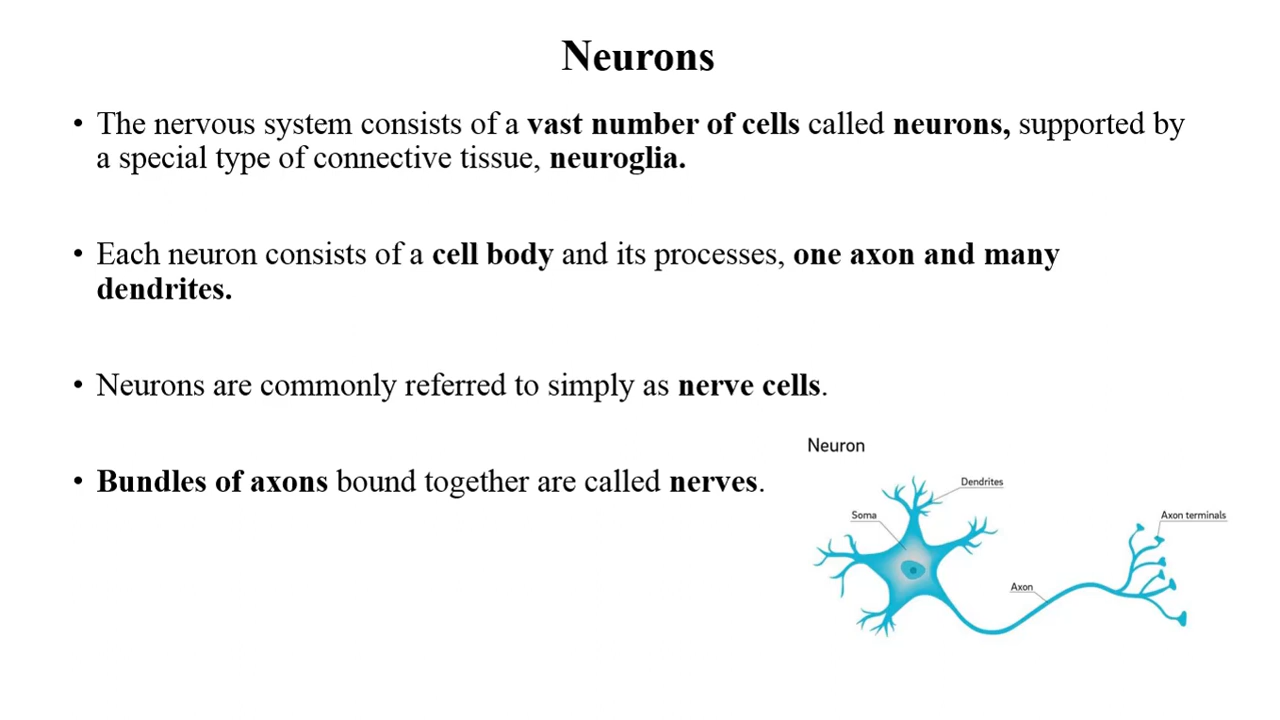 Neurons
• The nervous system consists of a vast number of cells called neurons, supported by
a special type of connective tissue, neuroglia.
• Each neuron consists of a cell body and its processes, one axon and many
dendrites.
• Neurons are commonly referred to simply as nerve cells.
• Bundles of axons bound together are called nerves.
Neuron
Dendrites
Soma
Axon terminals
Axon